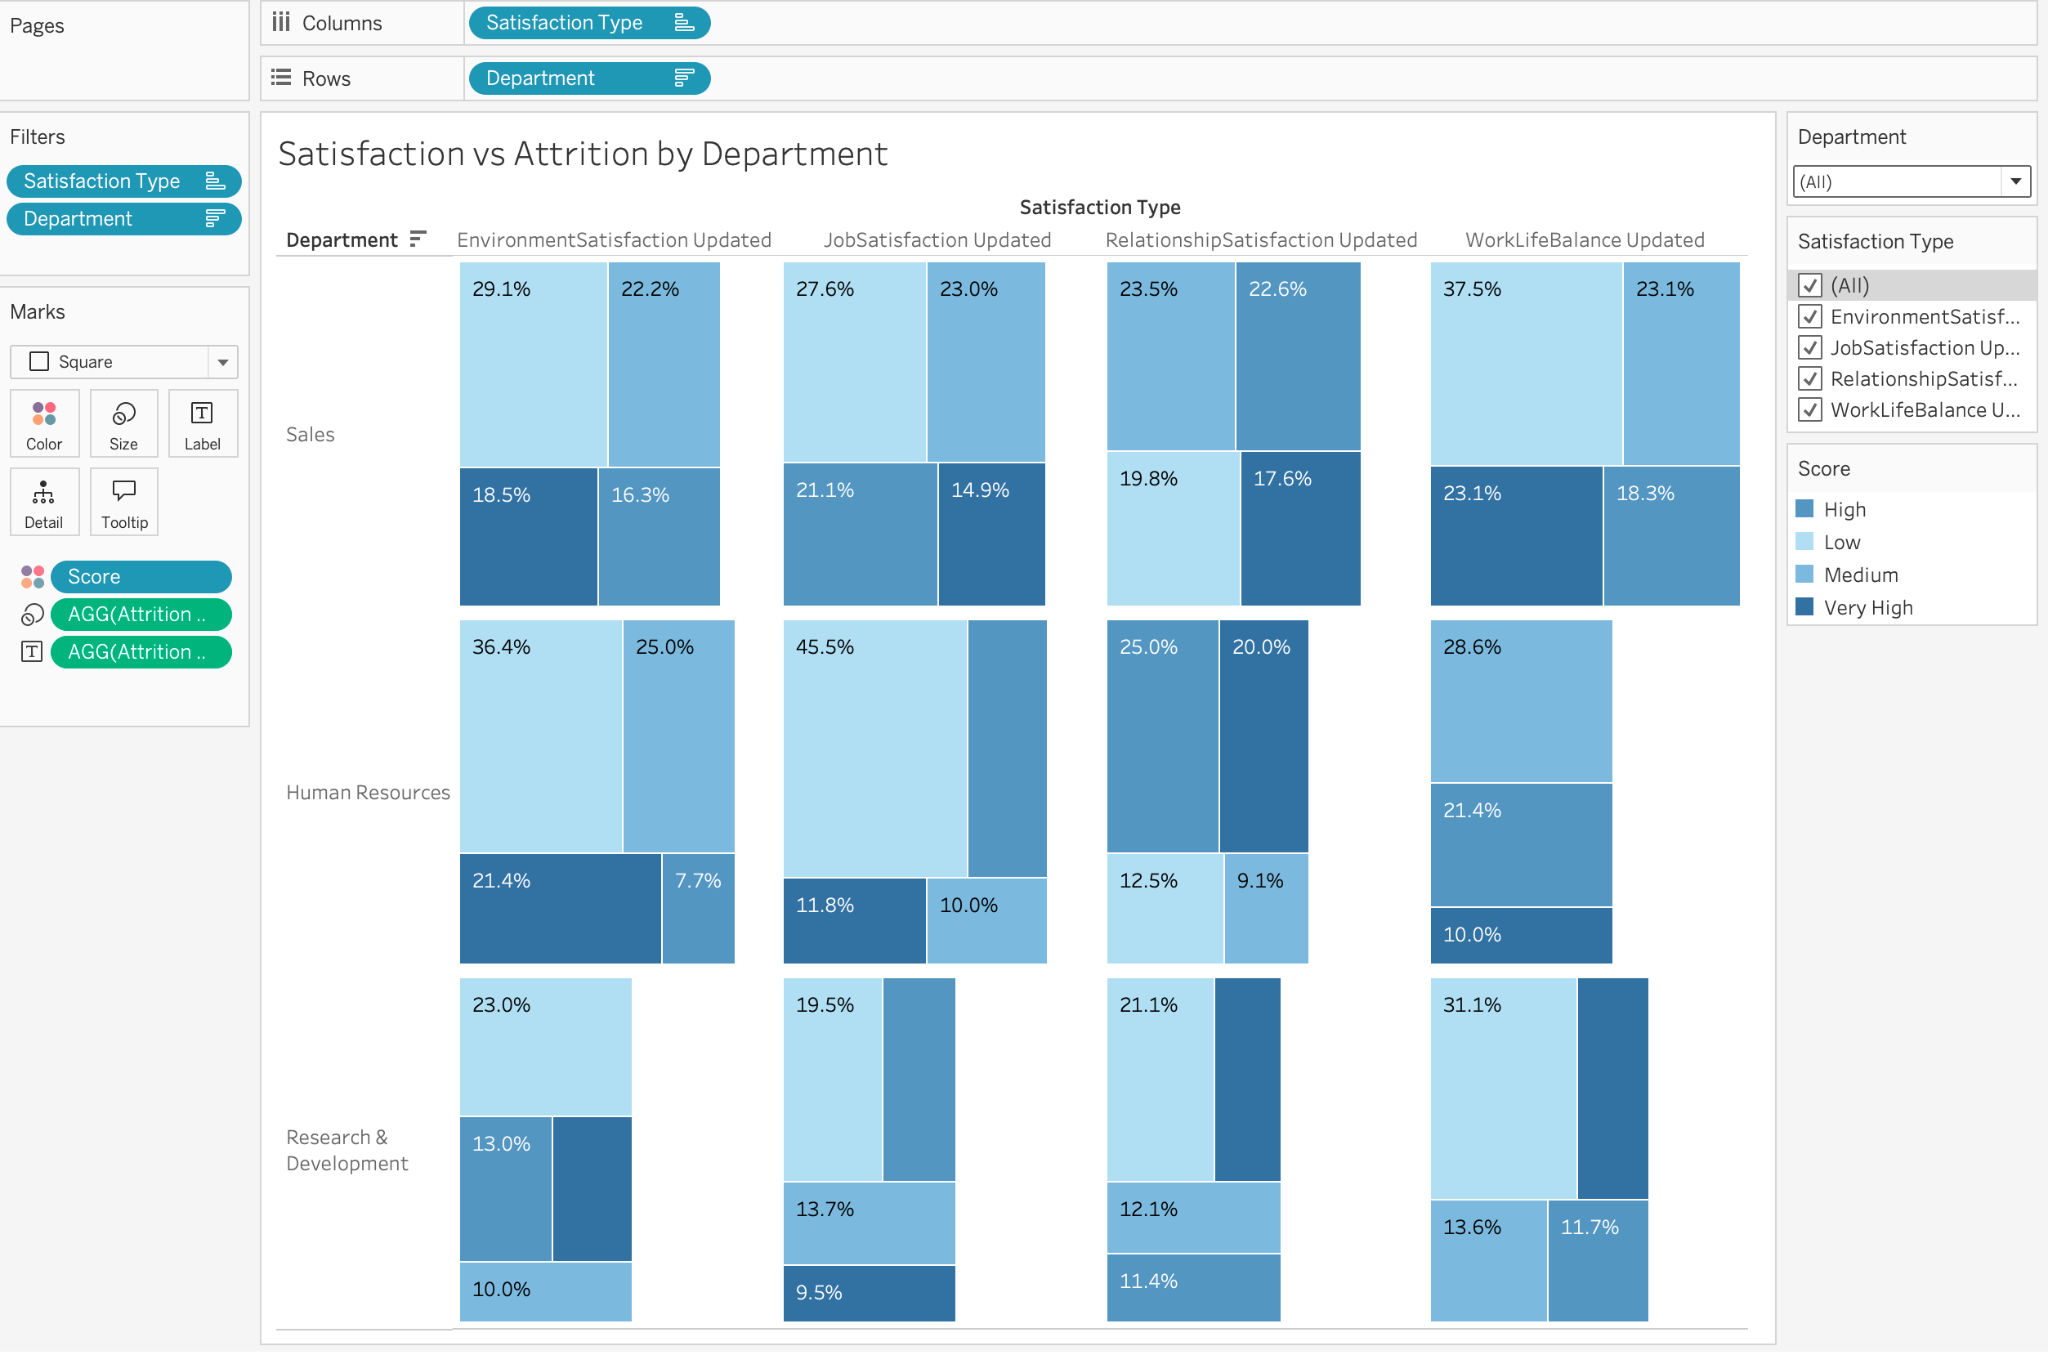 Pages
Columns
Satisfaction Type
Rows
Department
Filters
Satisfaction Type
Department
Marks
Square
Color
Size
Label
Detail
Tooltip
Score
AGG(Attrition ..
AGG(Attrition ..
Satisfaction vs Attrition by Department
Satisfaction Type
Department EnvironmentSatisfaction Updated JobSatisfaction Updated RelationshipSatisfaction Updated WorkLifeBalance Updated
Sales
29.1% 22.2% 27.6% 23.0% 23.5% 22.6% 37.5% 23.1%
18.5% 16.3% 21.1% 14.9% 19.8% 17.6% 23.1% 18.3%
Human Resources
36.4% 25.0% 45.5% 25.0% 20.0% 28.6%
21.4%
21.4% 7.7% 11.8% 10.0% 12.5% 9.1% 10.0%
Research &
Development
23.0% 19.5% 21.1% 31.1%
13.0% 13.7% 12.1% 13.6% 11.7%
10.0% 9.5% 11.4%
Department
(All)
Satisfaction Type
(All)
EnvironmentSatisf...
JobSatisfaction Up...
RelationshipSatisf...
WorkLifeBalance U...
Score
High
Low
Medium
Very High